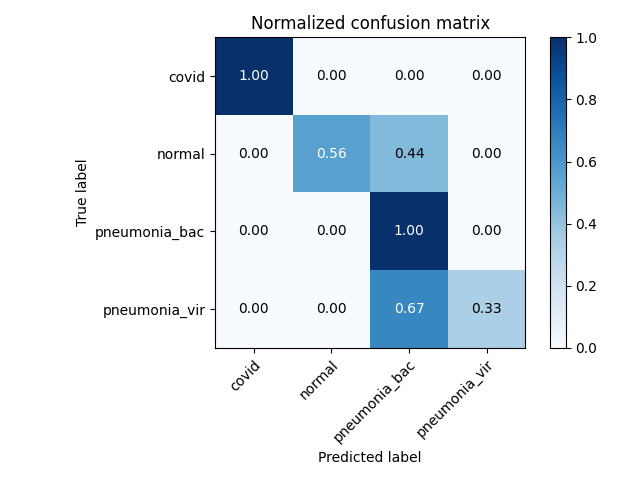 Normalized confusion matrix
True label
covid 1.00 0.00 0.00 0.00
normal 0.00 0.56 0.44 0.00
pneumonia_bac 0.00 0.00 1.00 0.00
pneumonia_vir 0.00 0.00 0.67 0.33
covid normal pneumonia_bac pneumonia_vir
Predicted label
1.0
0.8
0.6
0.4
0.2
0.0